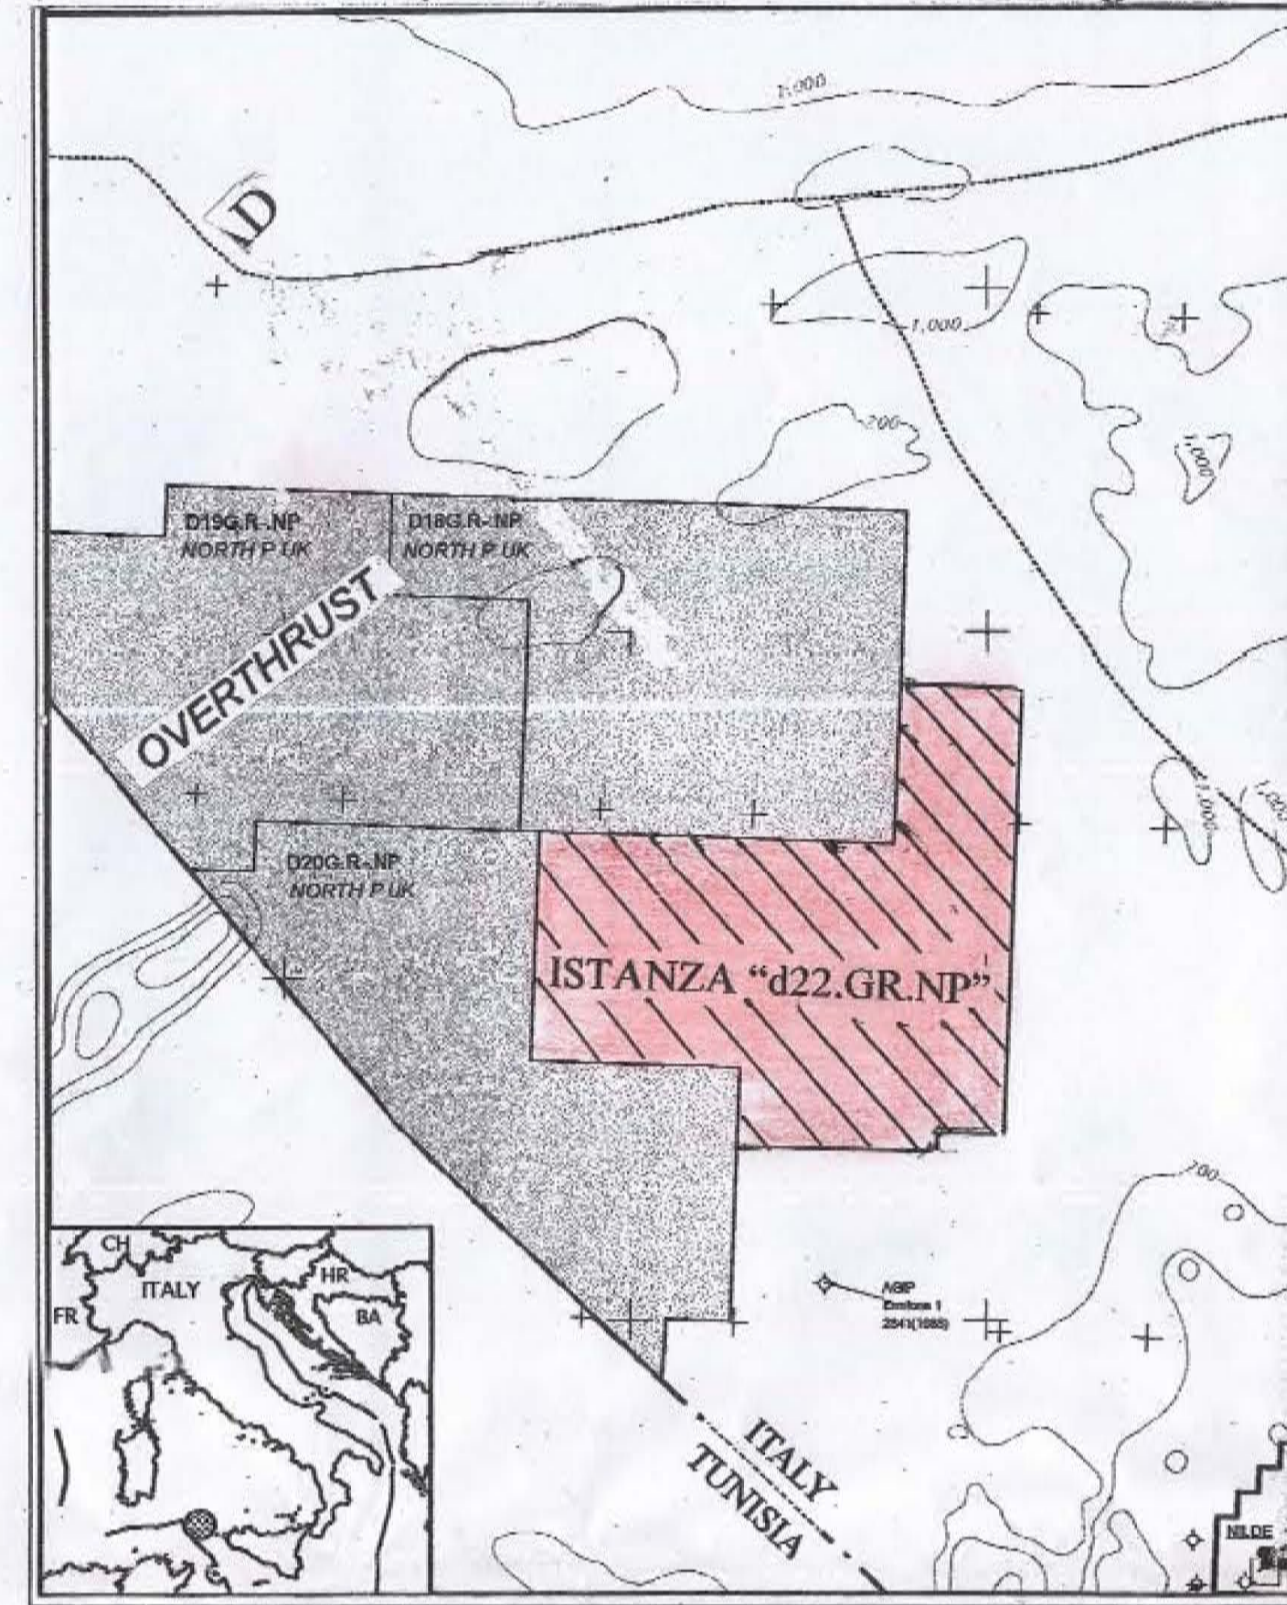 1,000
D
1,000
200
1,000
D19G.R-.NP
NORTH P UK
D18G.R-.NP
NORTH P UK
OVERTHRUST
1,000
D20G.R-.NP
NORTH P UK
ISTANZA “d22.GR.NP”
200
CH
ITALY
HR
FR
BA
AGIP
ITALY
TUNISIA
NILDE